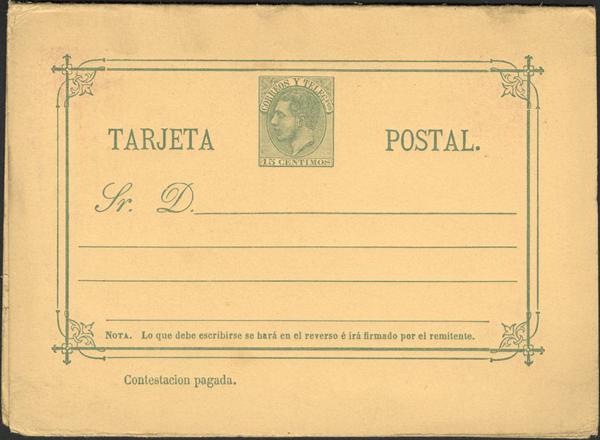 CORREOS Y TELEGFS
15 CENTIMOS
TARJETA POSTAL.
Sr. D.
NOTA. Lo que debe escribirse se hará en el reverso é irá firmado por el remitente.
Contestacion pagada.